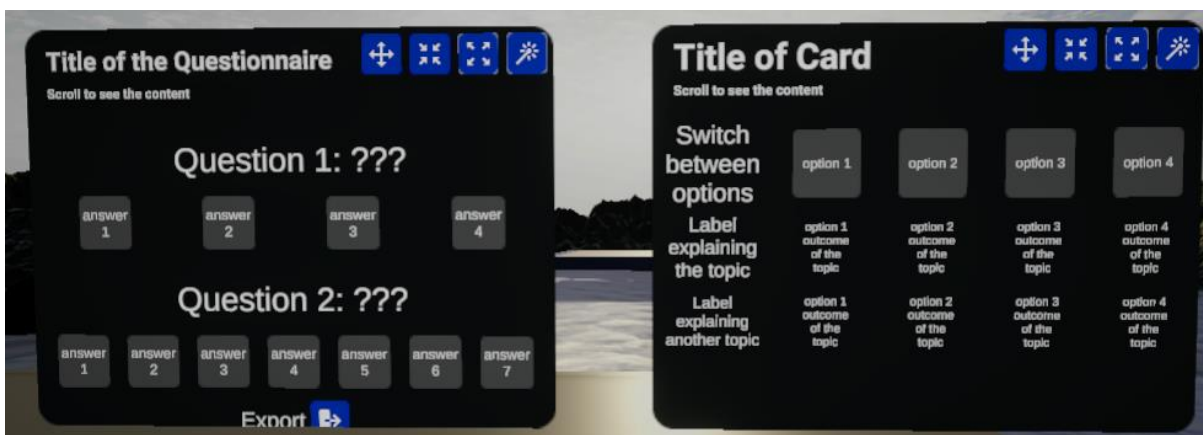 Title of the Questionnaire
Scroll to see the content
Question 1: ???
answer
1
answer
2
answer
3
answer
4
Question 2: ???
answer
1
answer
2
answer
3
answer
4
answer
5
answer
6
answer
7
Export
Title of Card
Scroll to see the content
Switch
between
options
option 1
option 2
option 3
option 4
Label
explaining
the topic
option 1
outcome
of the
topic
option 2
outcome
of the
topic
option 3
outcome
of the
topic
option 4
outcome
of the
topic
Label
explaining
another topic
option 1
outcome
of the
topic
option 2
outcome
of the
topic
option 3
outcome
of the
topic
option 4
outcome
of the
topic